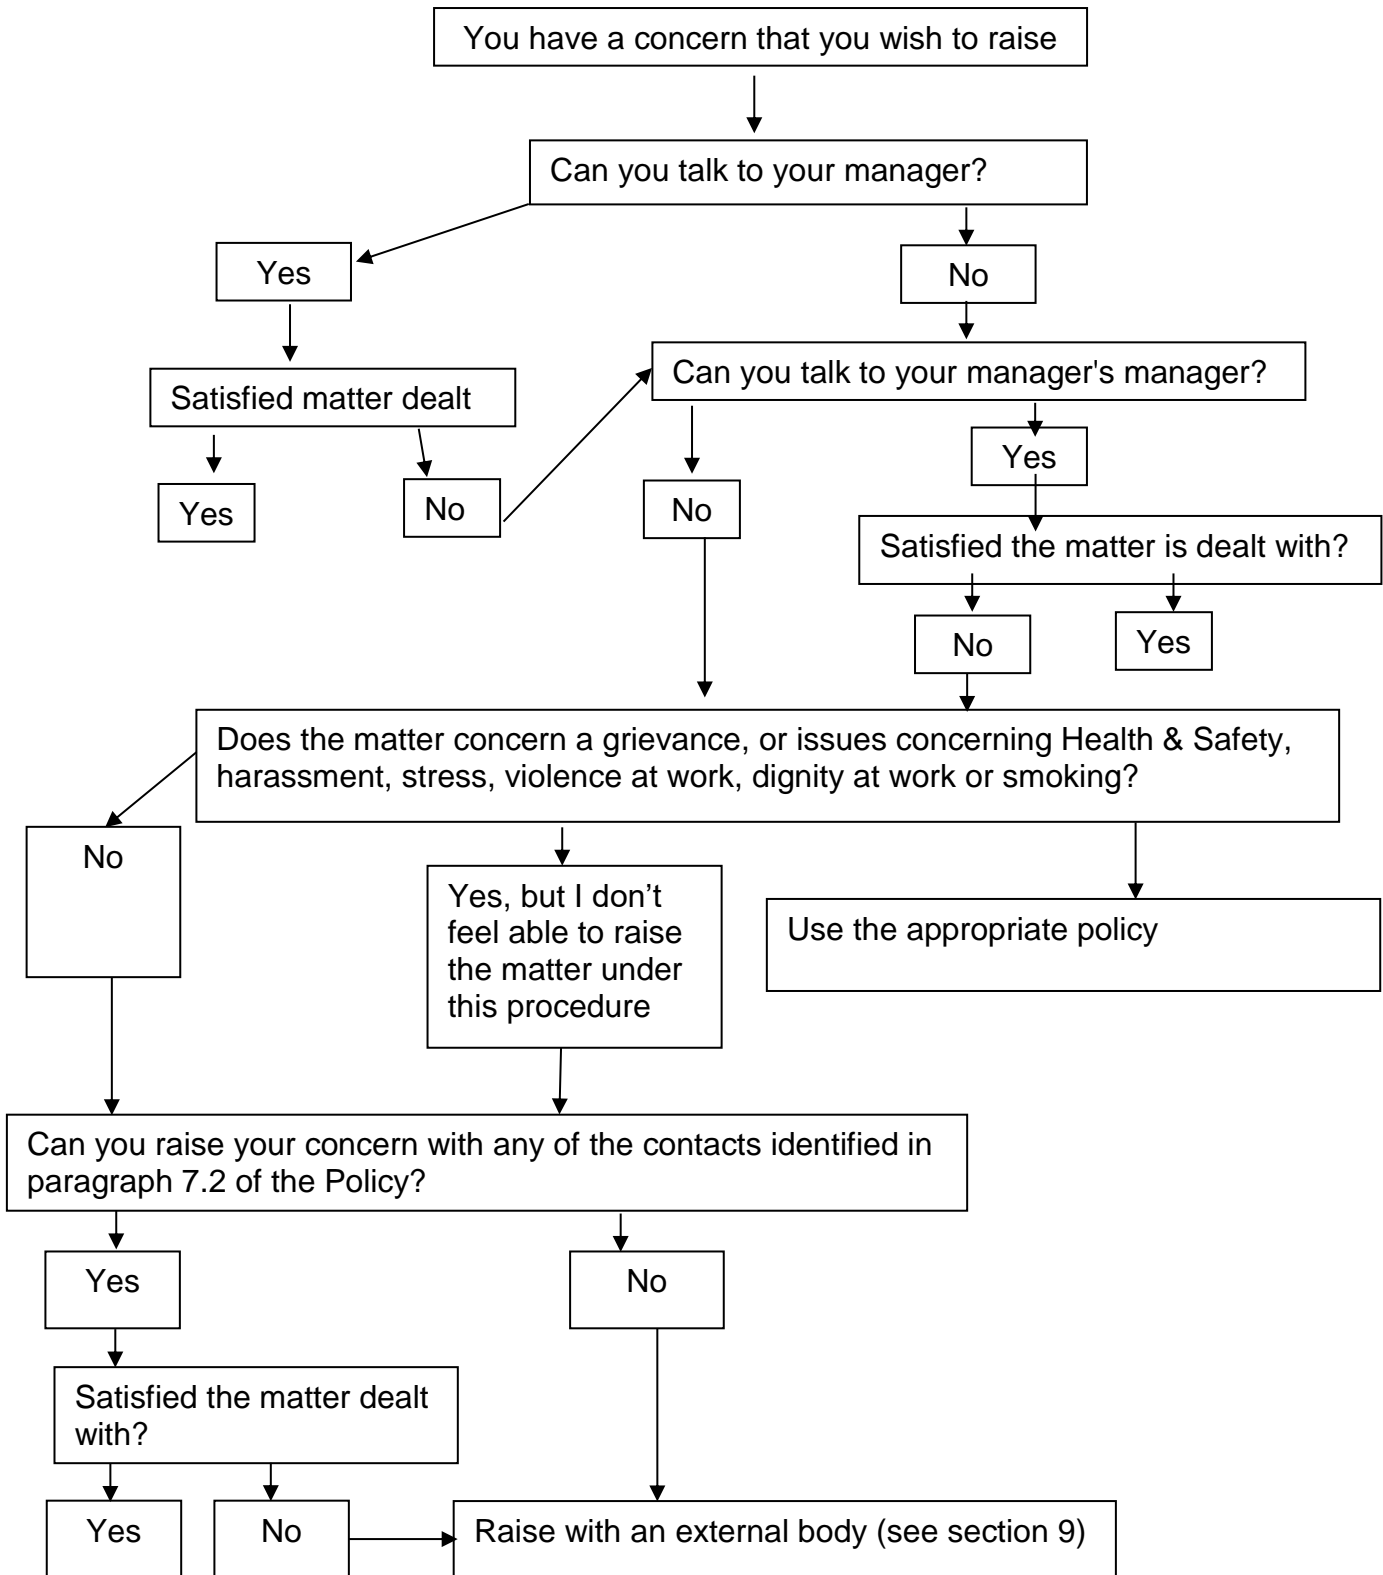 You have a concern that you wish to raise
Can you talk to your manager?
Yes
No
Can you talk to your manager's manager?
Satisfied matter dealt
Yes
No
No
Yes
Satisfied the matter is dealt with?
No
Yes
Does the matter concern a grievance, or issues concerning Health & Safety,
harassment, stress, violence at work, dignity at work or smoking?
No
Yes, but I don’t
feel able to raise
the matter under
this procedure
Use the appropriate policy
Can you raise your concern with any of the contacts identified in
paragraph 7.2 of the Policy?
Yes
No
Satisfied the matter dealt
with?
Yes
No
Raise with an external body (see section 9)